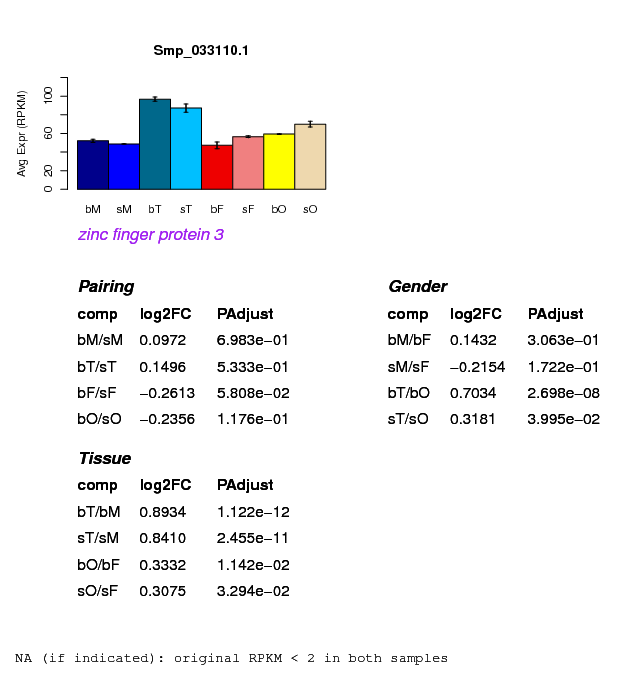 Smp_033110.1
Avg Expr (RPKM)
100
60
20
0
bM sM bT sT bF sF bO sO
zinc finger protein 3
Pairing
comp log2FC PAdjust
bM/sM 0.0972 6.983e−01
bT/sT 0.1496 5.333e−01
bF/sF −0.2613 5.808e−02
bO/sO −0.2356 1.176e−01
Gender
comp log2FC PAdjust
bM/bF 0.1432 3.063e−01
sM/sF −0.2154 1.722e−01
bT/bO 0.7034 2.698e−08
sT/sO 0.3181 3.995e−02
Tissue
comp log2FC PAdjust
bT/bM 0.8934 1.122e−12
sT/sM 0.8410 2.455e−11
bO/bF 0.3332 1.142e−02
sO/sF 0.3075 3.294e−02
NA (if indicated): original RPKM < 2 in both samples